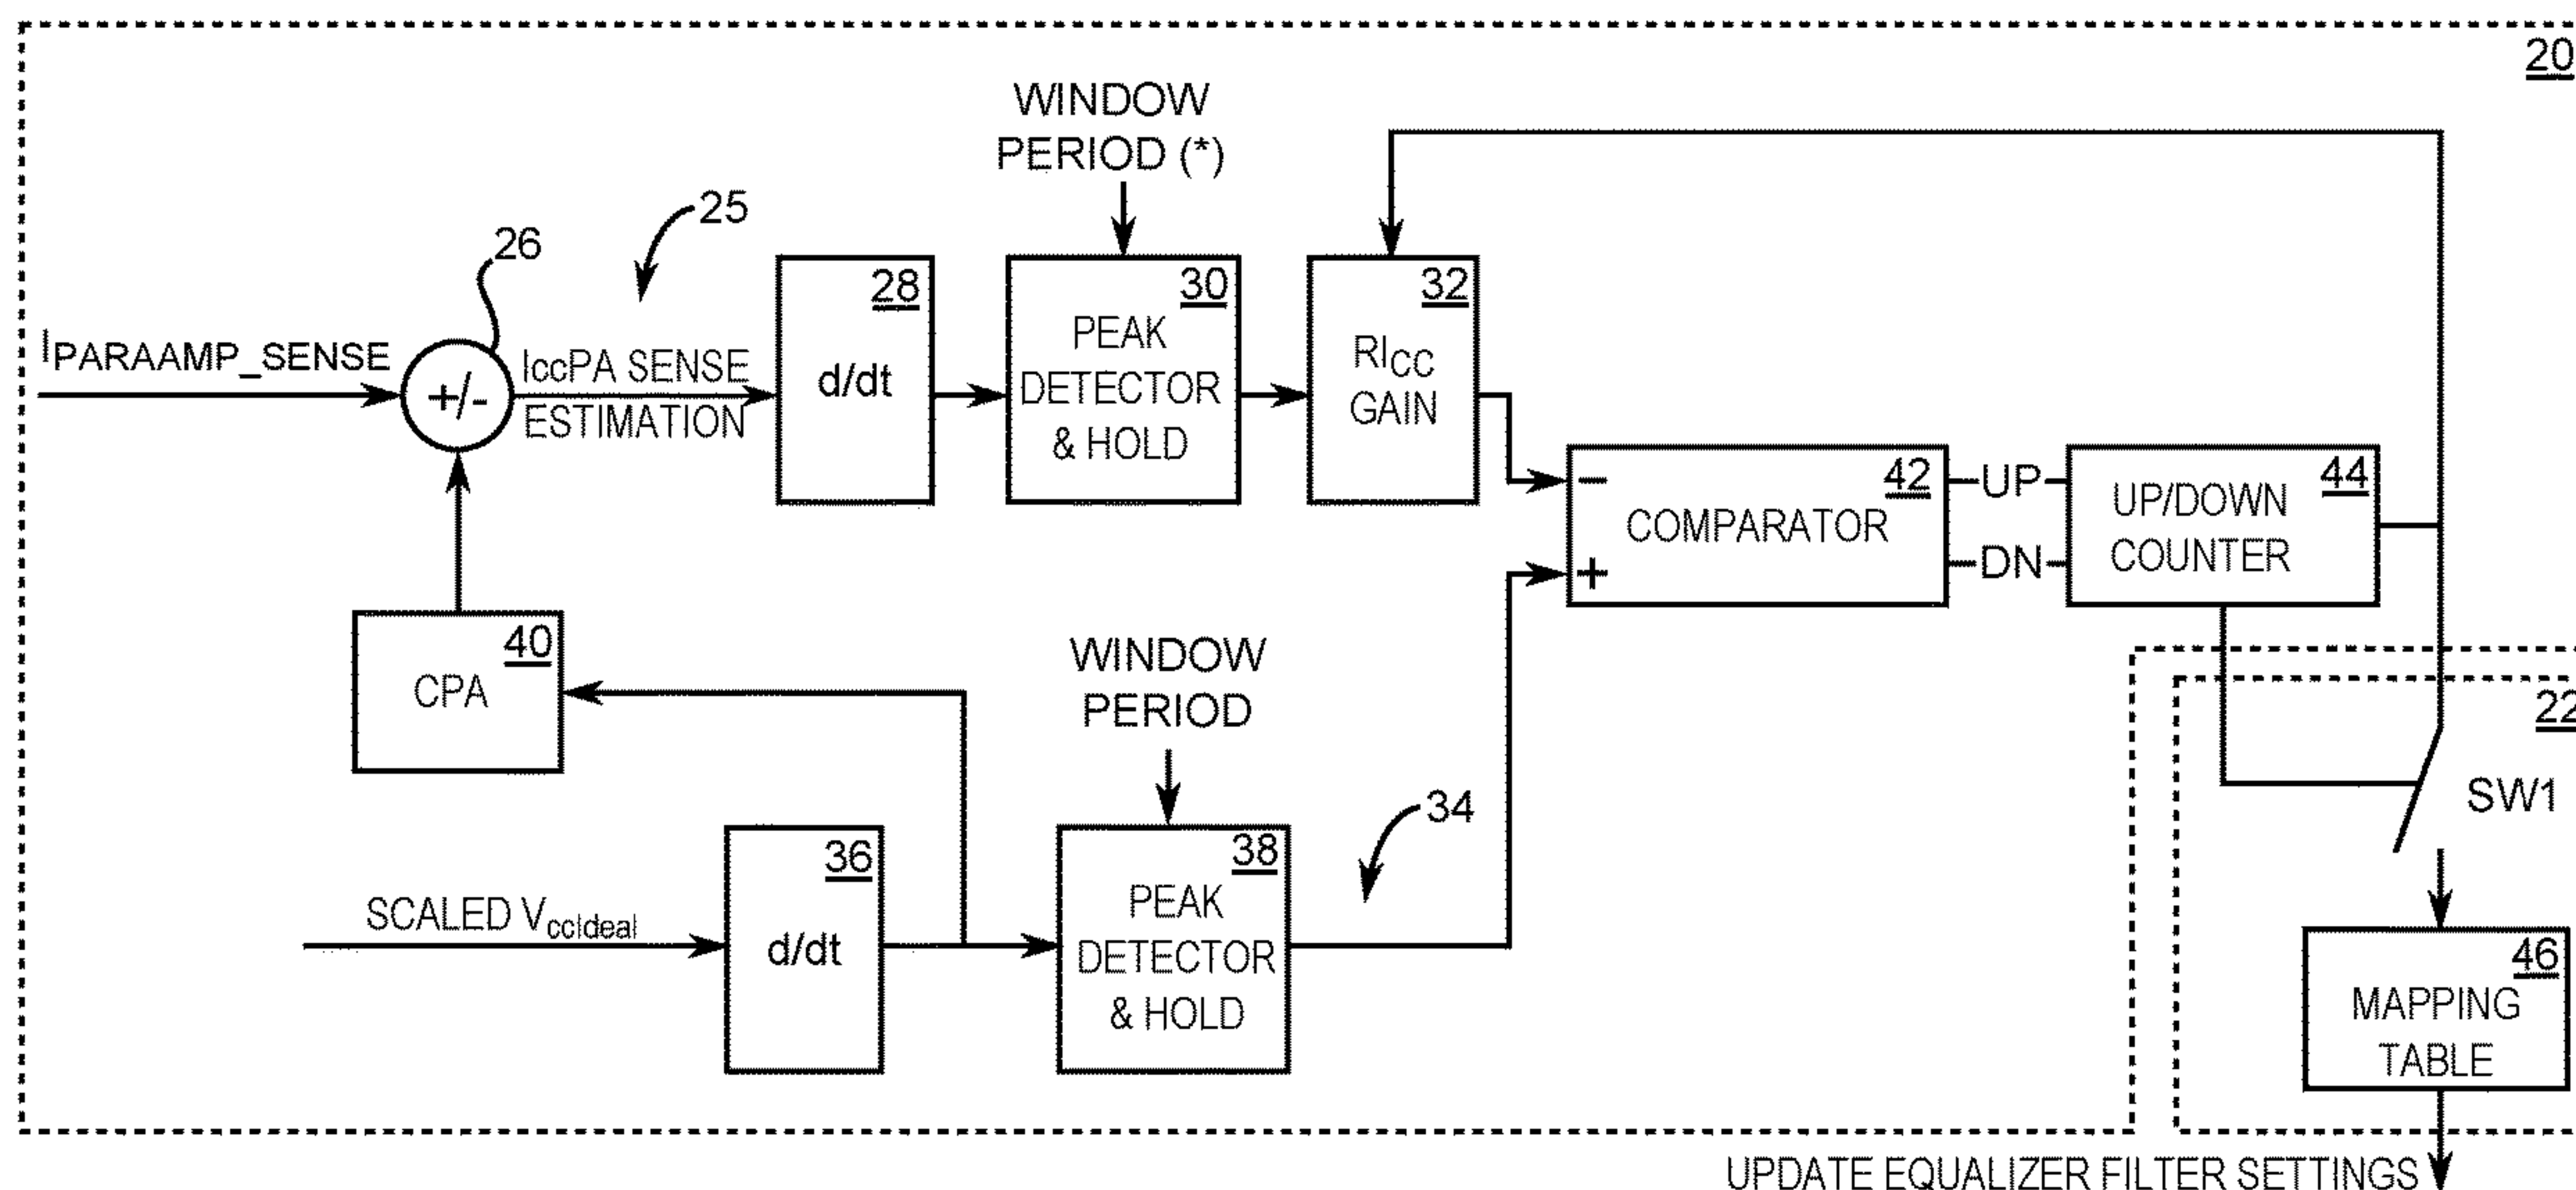 20
WINDOW
PERIOD (*)
25
26
IPARAAMP_SENSE
+/-
IccPA SENSE
ESTIMATION
28
d/dt
30
PEAK
DETECTOR
& HOLD
32
RICC
GAIN
42
−
COMPARATOR
+
UP
DN
44
UP/DOWN
COUNTER
40
CPA
WINDOW
PERIOD
22
SW1
34
SCALED VccIdeal
36
d/dt
38
PEAK
DETECTOR
& HOLD
46
MAPPING
TABLE
UPDATE EQUALIZER FILTER SETTINGS